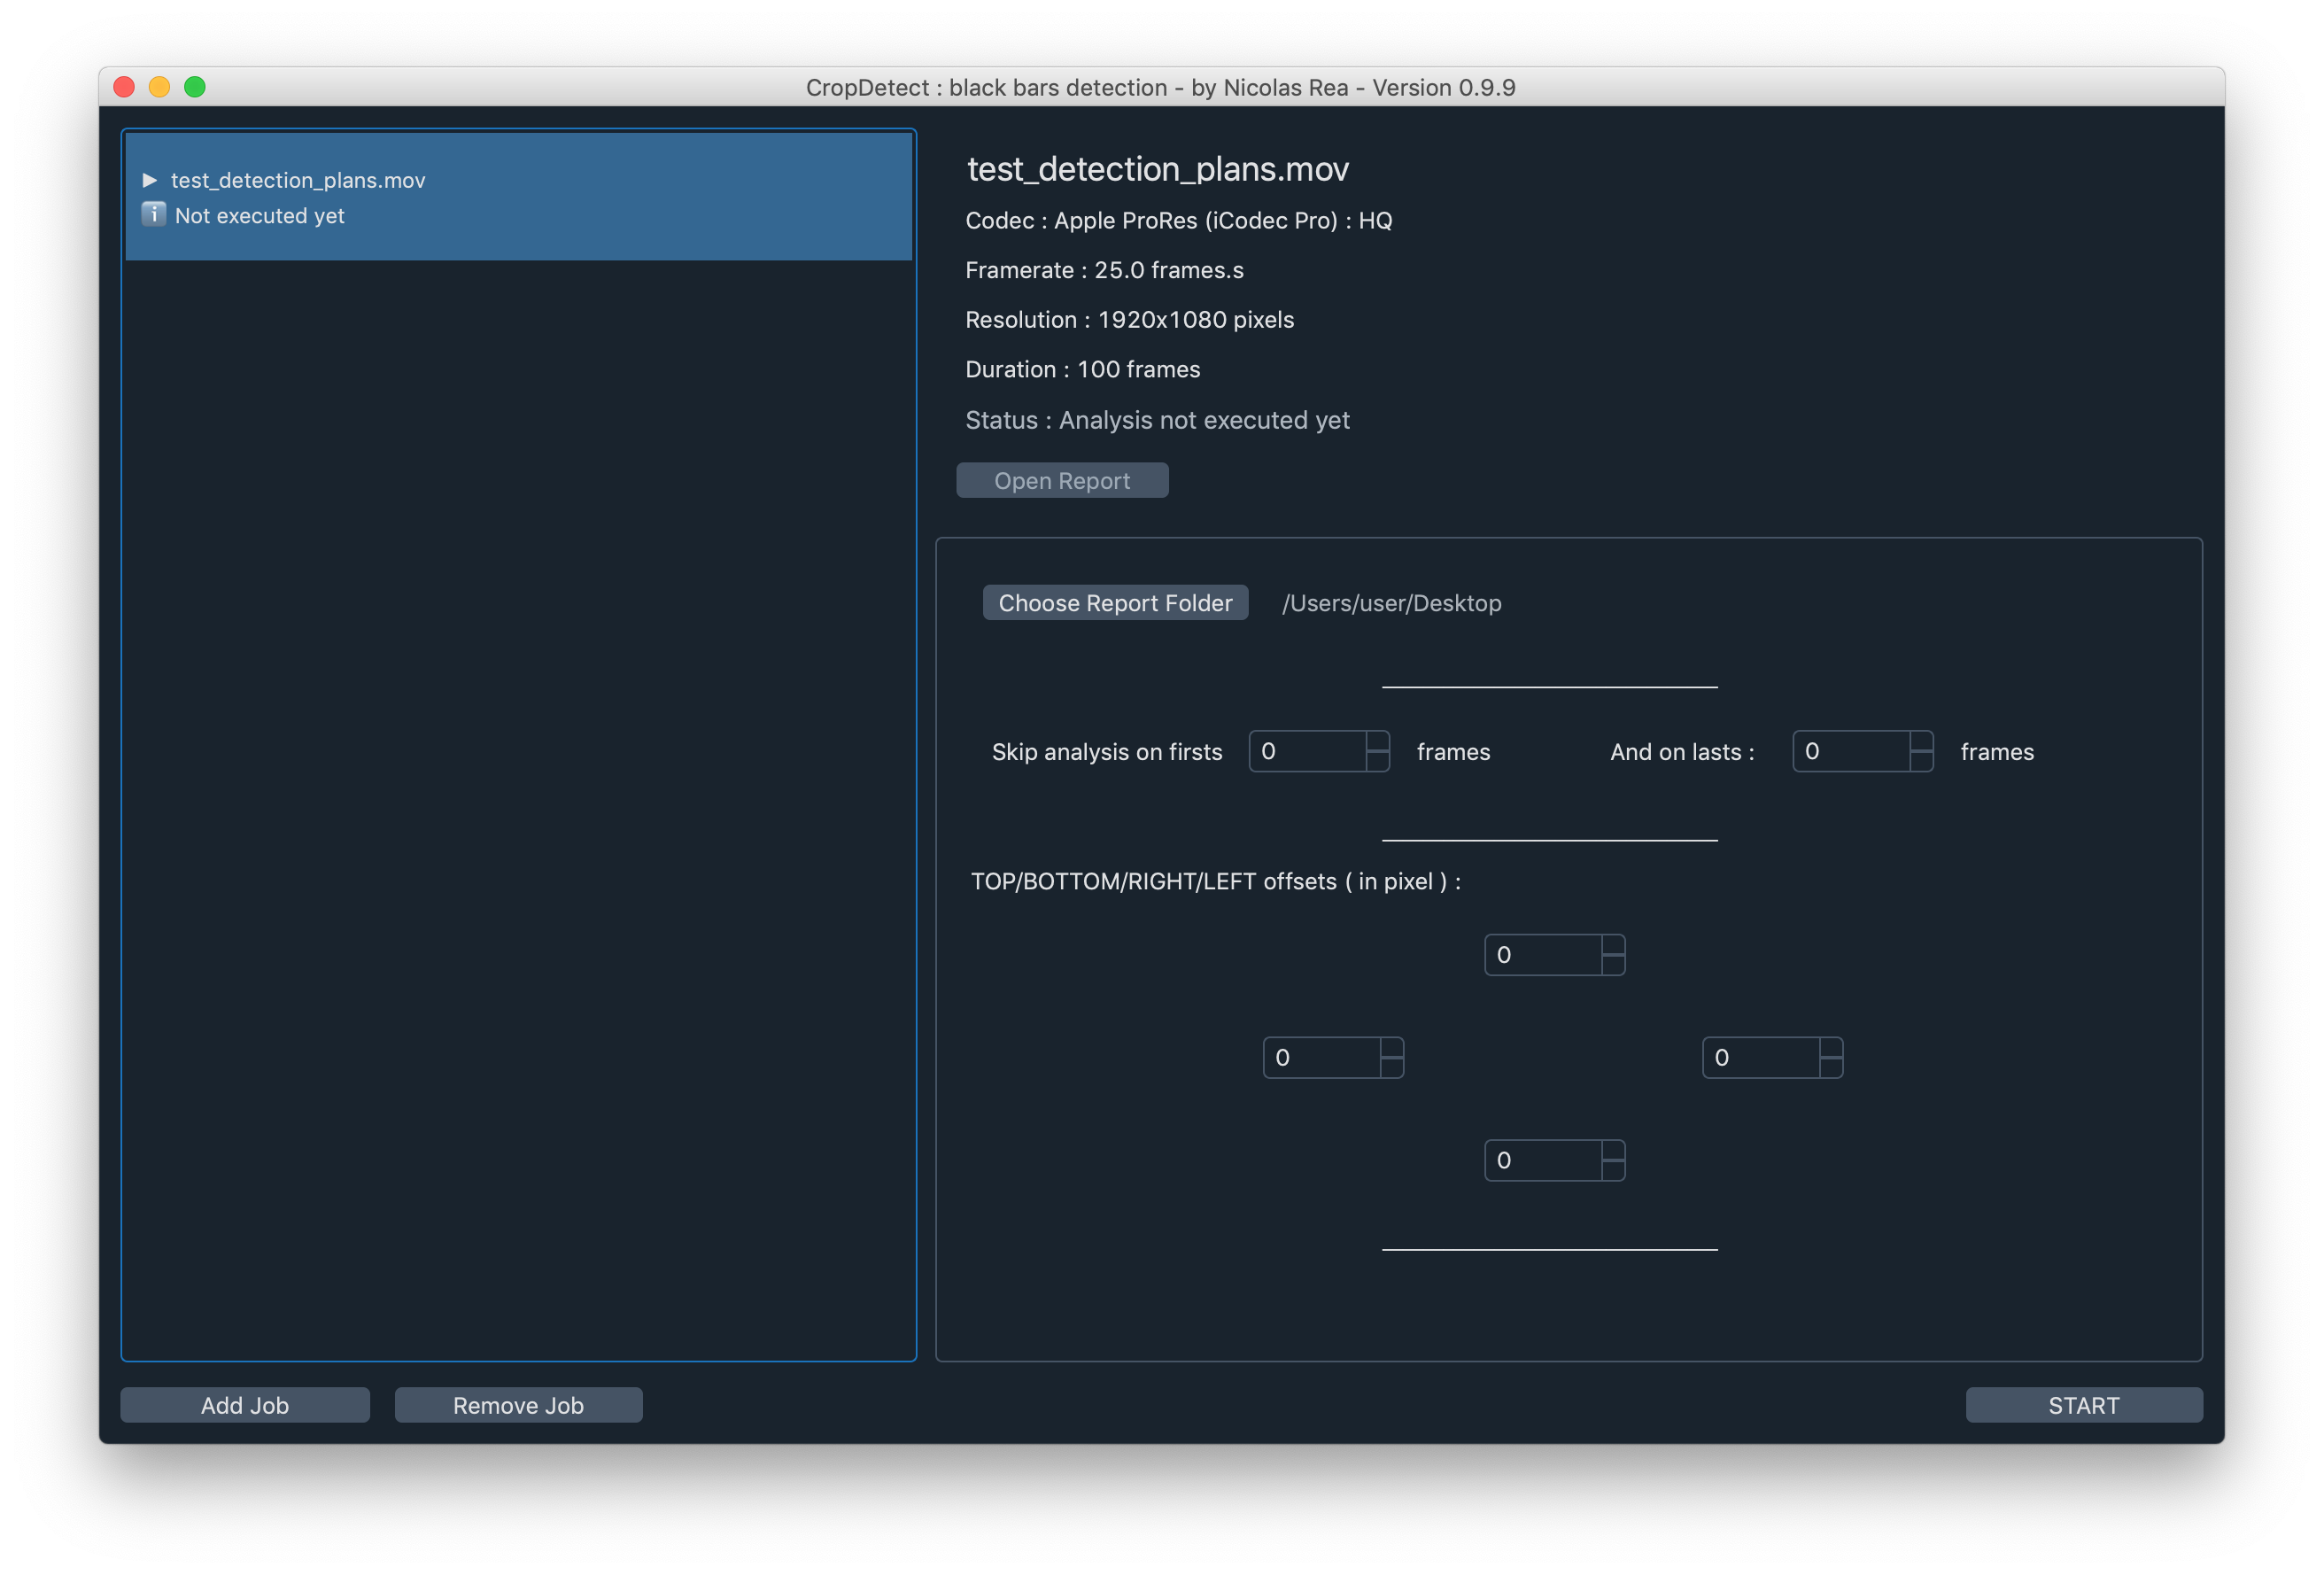 CropDetect : black bars detection - by Nicolas Rea - Version 0.9.9
test_detection_plans.mov
Not executed yet
test_detection_plans.mov
Codec : Apple ProRes (iCodec Pro) : HQ
Framerate : 25.0 frames.s
Resolution : 1920x1080 pixels
Duration : 100 frames
Status : Analysis not executed yet
Open Report
Choose Report Folder /Users/user/Desktop
Skip analysis on firsts 0 frames And on lasts : 0 frames
TOP/BOTTOM/RIGHT/LEFT offsets ( in pixel ) :
0
0 0
0
Add Job Remove Job START